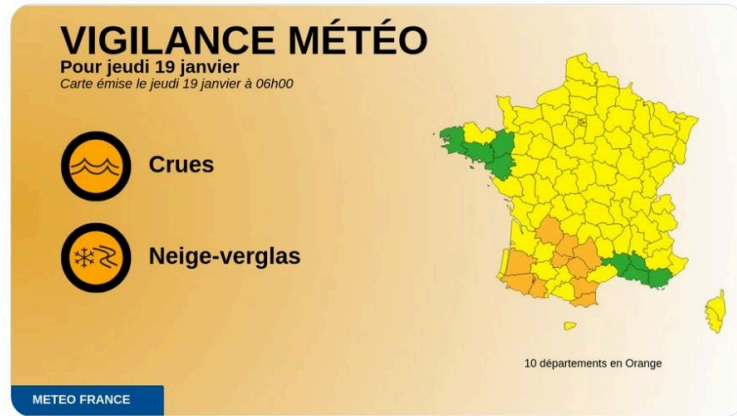 VIGILANCE MÉTÉO
Pour jeudi 19 janvier
Carte émise le jeudi 19 janvier à 06h00
Crues
Neige-verglas
10 départements en Orange
METEO FRANCE